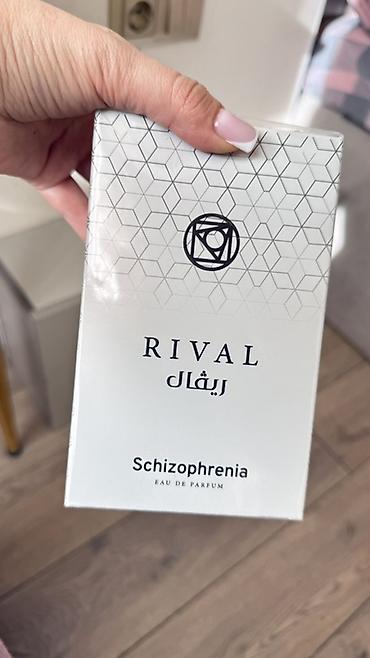 RIVAL
ريڤال
Schizophrenia
EAU DE PARFUM